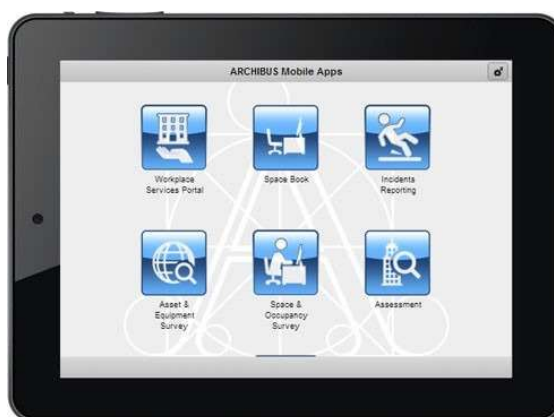 ARCHIBUS Mobile Apps
Workplace
Services Portal
Space Book
Incidents
Reporting
Asset &
Equipment
Survey
Space &
Occupancy
Survey
Assessment